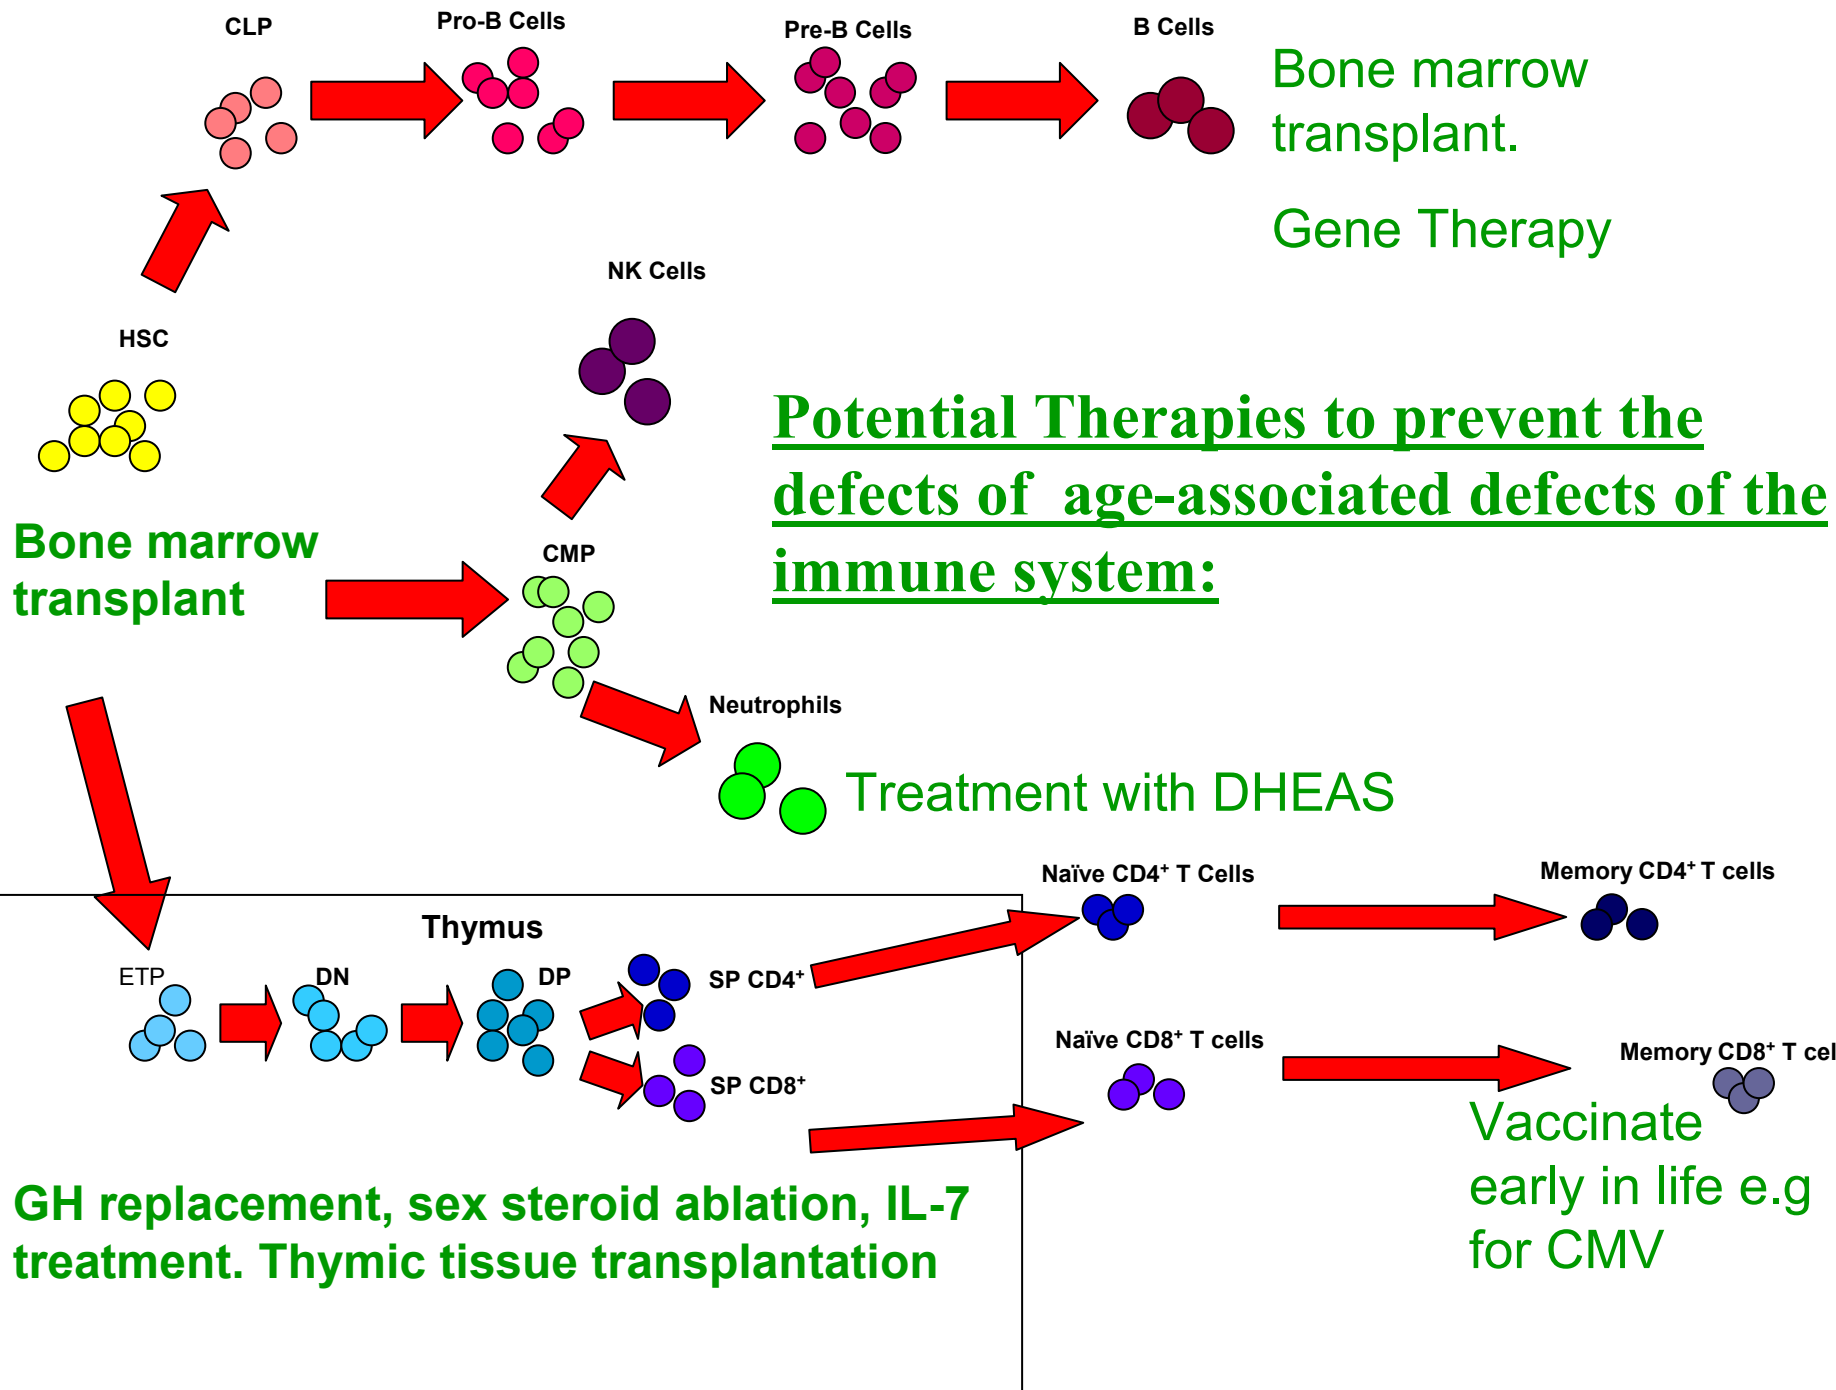 CLP
Pro-B Cells
Pre-B Cells
B Cells
Bone marrow
transplant.
Gene Therapy
NK Cells
HSC
Potential Therapies to prevent the
defects of  age-associated defects of the
immune system:
Bone marrow
transplant
CMP
Neutrophils
Treatment with DHEAS
Naïve CD4⁺ T Cells
Memory CD4⁺ T cells
Thymus
ETP
DN
DP
SP CD4⁺
Naïve CD8⁺ T cells
Memory CD8⁺ T cel
SP CD8⁺
Vaccinate
early in life e.g
for CMV
GH replacement, sex steroid ablation, IL-7
treatment. Thymic tissue transplantation